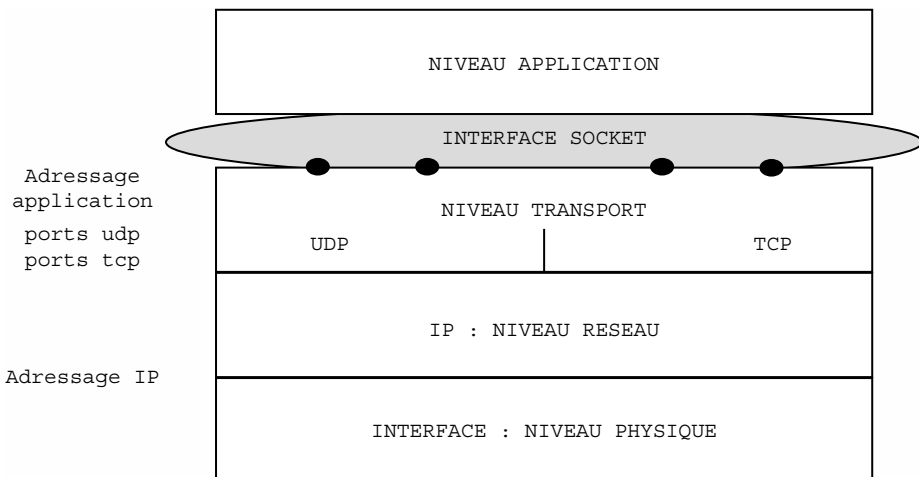 NIVEAU APPLICATION
INTERFACE SOCKET
Adressage
application
ports udp
ports tcp
NIVEAU TRANSPORT
UDP
TCP
IP : NIVEAU RESEAU
Adressage IP
INTERFACE : NIVEAU PHYSIQUE